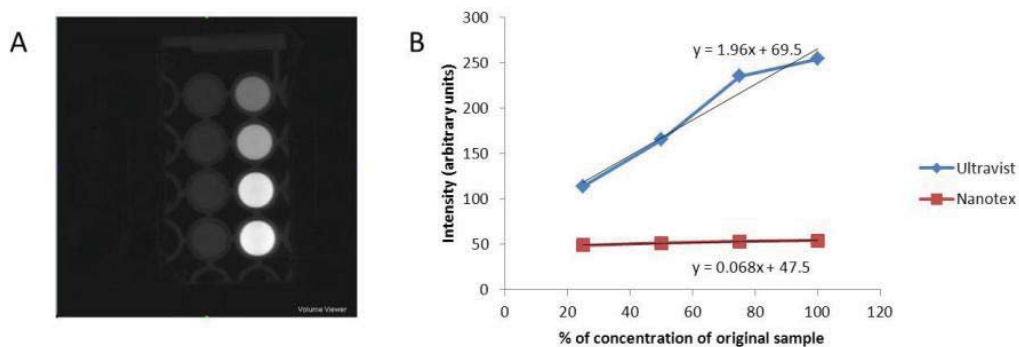 A
Volume Viewer
B
300
250
200
150
100
50
0
Intensity (arbitrary units)
y = 1.96x + 69.5
y = 0.068x + 47.5
0 20 40 60 80 100 120
% of concentration of original sample
Ultravist
Nanotex